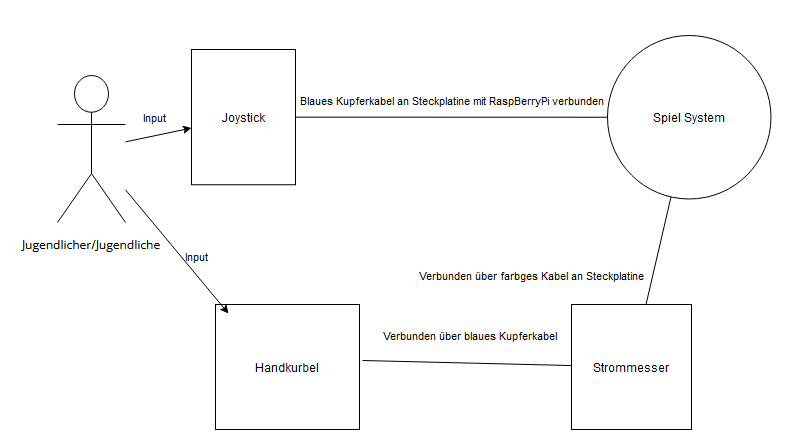 Blaues Kupferkabel an Steckplatine mit RaspBerryPi verbunden
Input
Joystick
Spiel System
Jugendlicher/Jugendliche
Input
Verbunden über farbges Kabel an Steckplatine
Verbunden über blaues Kupferkabel
Handkurbel
Strommesser